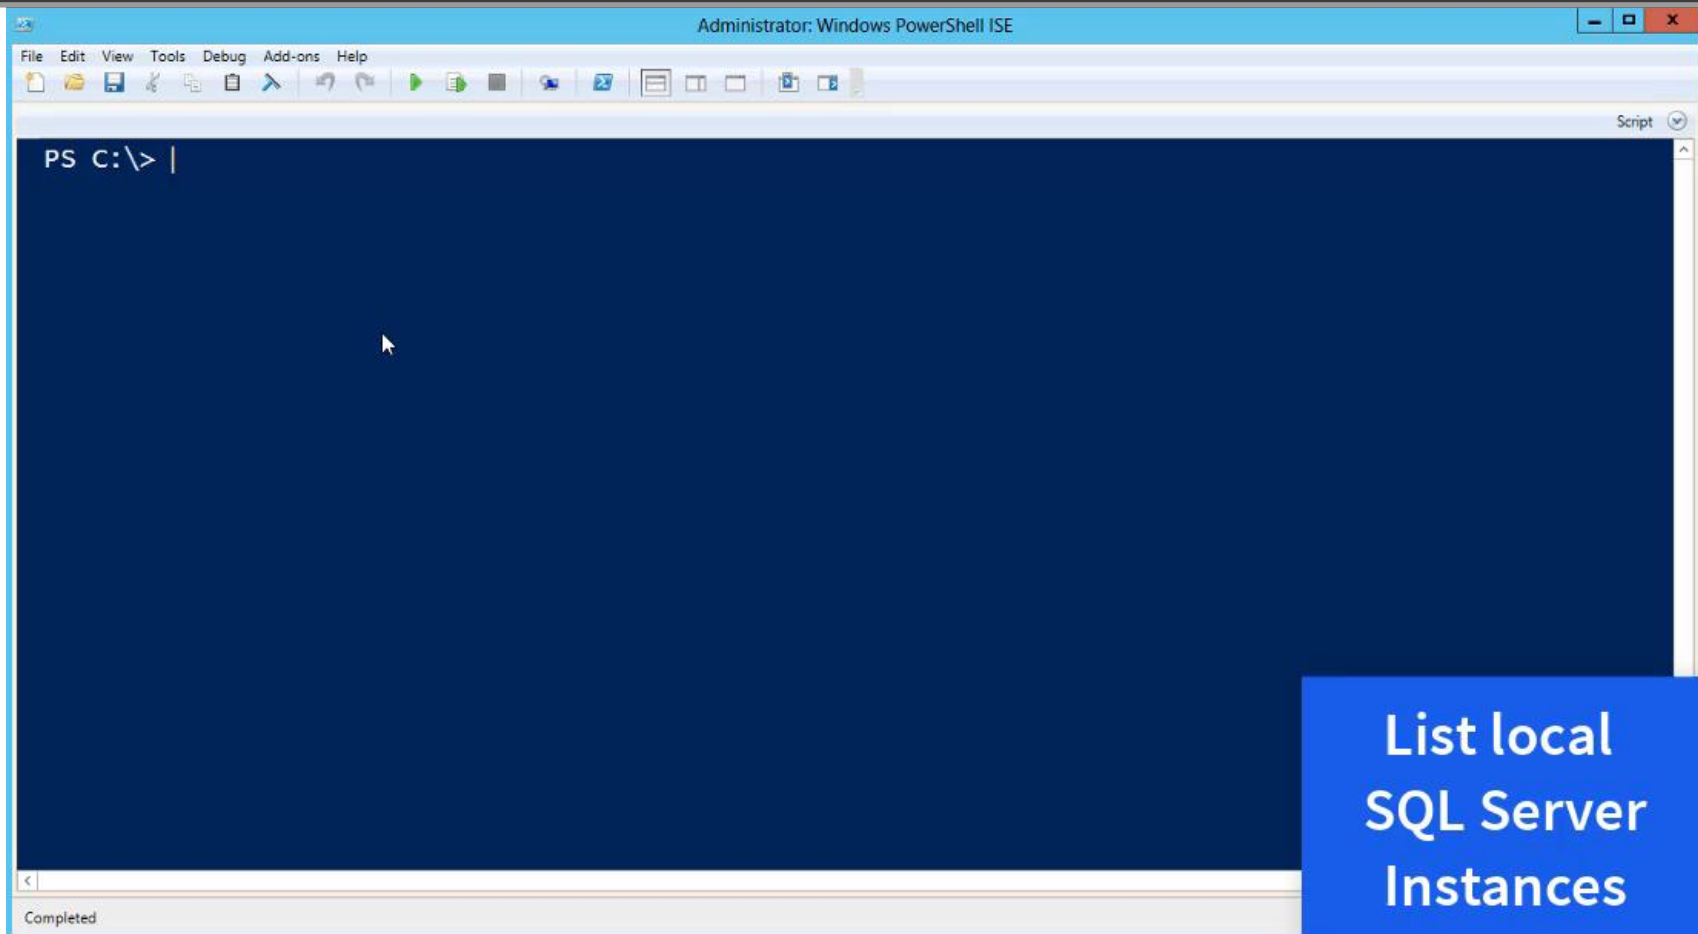 Administrator: Windows PowerShell ISE
File Edit View Tools Debug Add-ons Help
Script
PS C:\>
List local
SQL Server
Instances
Completed